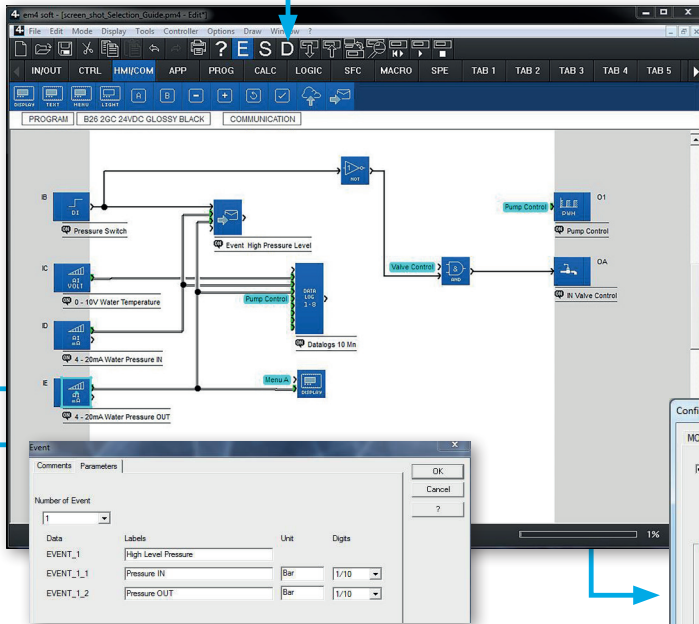 em4 soft - [screen_shot_Selection_Guide.pm4 - Edit*]
File Edit Mode Display Tools Controller Options Draw Window ?
? E S D
IN/OUT CTRL HMI/COM APP PROG CALC LOGIC SFC MACRO SPE TAB 1 TAB 2 TAB 3 TAB 4 TAB 5
DISPLAY TEXT MENU LIGHT A B
PROGRAM B26 2GC 24VDC GLOSSY BLACK COMMUNICATION
1
NOT
IB
DI
Pressure Switch
Event High Pressure Level
Pump Control
PWM
O1
Pump Control
IC
AI
VOLT
0 - 10V Water Temperature
Pump Control
DATA
LOG
1-8
Datalogs 10 Mn
Valve Control
&
AND
OA
IN Valve Control
ID
AI
mA
4 - 20mA Water Pressure IN
IE
AI
mA
4 - 20mA Water Pressure OUT
Menu A
DISPLAY
1%
Event
X
Comments Parameters
OK
Cancel
?
Number of Event
1
Data Labels Unit Digits
EVENT_1 High Level Pressure
EVENT_1_1 Pressure IN Bar 1/10
EVENT_1_2 Pressure OUT Bar 1/10
Confi
MO